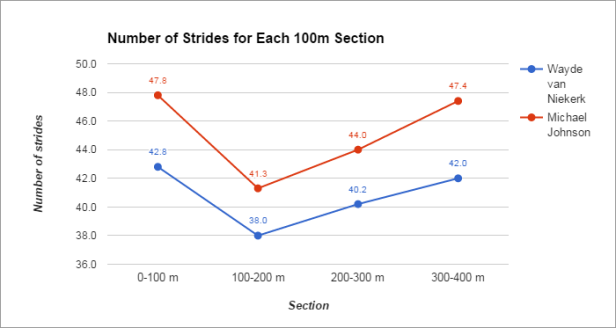 Number of Strides for Each 100m Section
50.0
48.0
46.0
44.0
42.0
40.0
38.0
36.0
Number of strides
47.8
41.3
44.0
47.4
42.8
38.0
40.2
42.0
0-100 m
100-200 m
200-300 m
300-400 m
Section
Wayde
van
Niekerk
Michael
Johnson